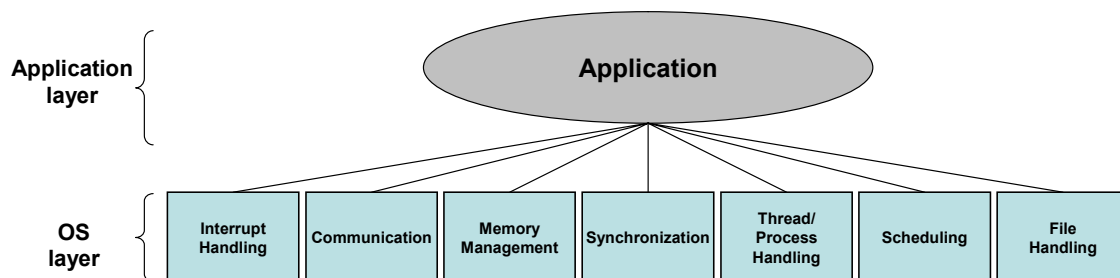 Application
layer
Application
OS
layer
Interrupt
Handling
Communication
Memory
Management
Synchronization
Thread/
Process
Handling
Scheduling
File
Handling